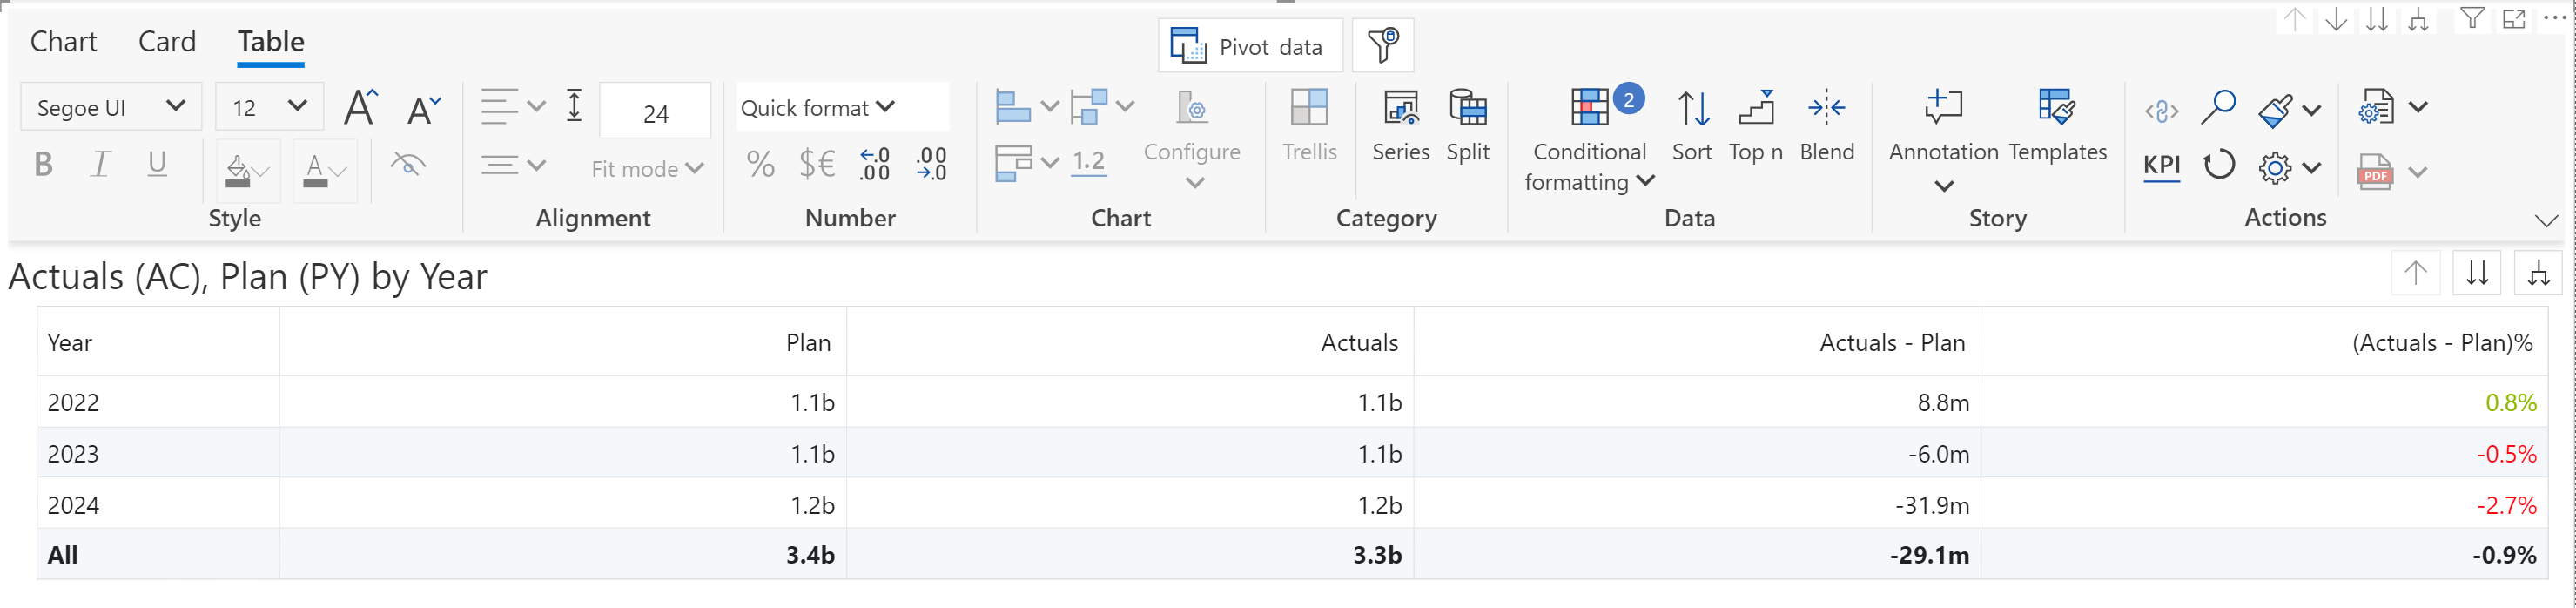 Chart Card Table
Pivot data
Segoe UI 12 A A 24 Quick format 2
B I U A Fit mode % $€ ←.0 .00 .00 →.0 1.2 Configure Trellis Series Split Conditional formatting Sort Top n Blend Annotation Templates KPI PDF
Style Alignment Number Chart Category Data Story Actions
Actuals (AC), Plan (PY) by Year
Year Plan Actuals Actuals - Plan (Actuals - Plan)%
2022 1.1b 1.1b 8.8m 0.8%
2023 1.1b 1.1b -6.0m -0.5%
2024 1.2b 1.2b -31.9m -2.7%
All 3.4b 3.3b -29.1m -0.9%